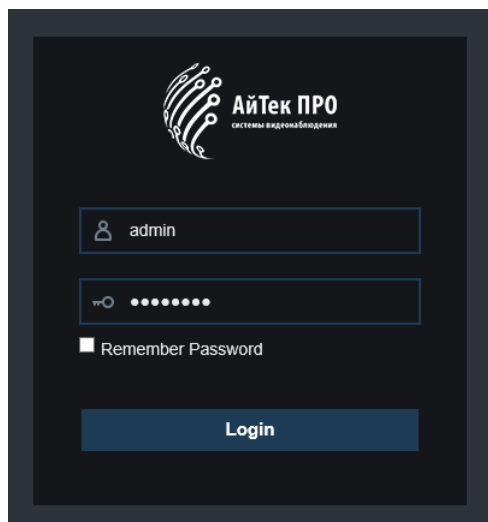 АйТек ПРО
системы видеонаблюдения
admin
●●●●●●●●
Remember Password
Login